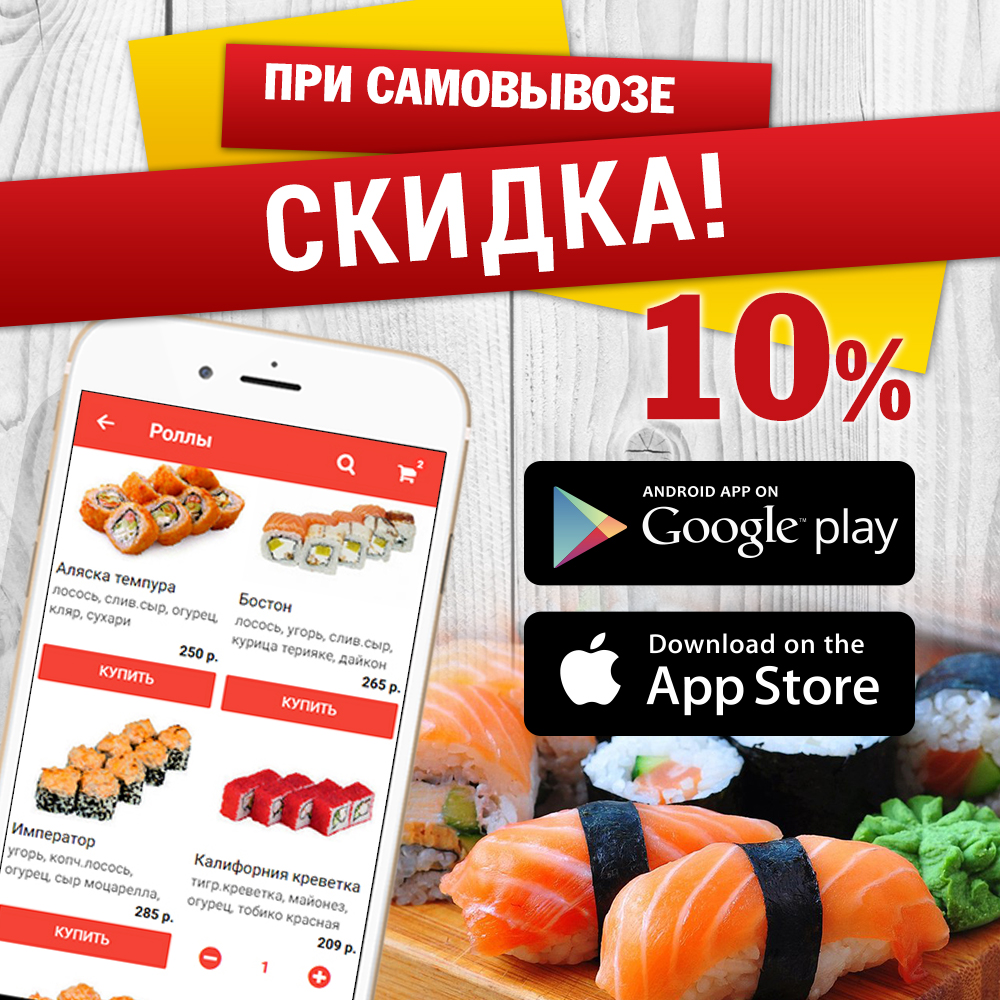 ПРИ САМОВЫВОЗЕ
СКИДКА!
10%
ANDROID APP ON
Google™ play
Download on the
App Store
Роллы
2
Аляска темпура
лосось, слив.сыр, огурец,
кляр, сухари
250 р.
КУПИТЬ
Бостон
лосось, угорь, слив.сыр,
курица терияке, дайкон
265 р.
КУПИТЬ
Император
угорь, копч.лосось,
огурец, сыр моцарелла,
285 р.
КУПИТЬ
Калифорния креветка
тигр.креветка, майонез,
огурец, тобико красная
209 р.
1